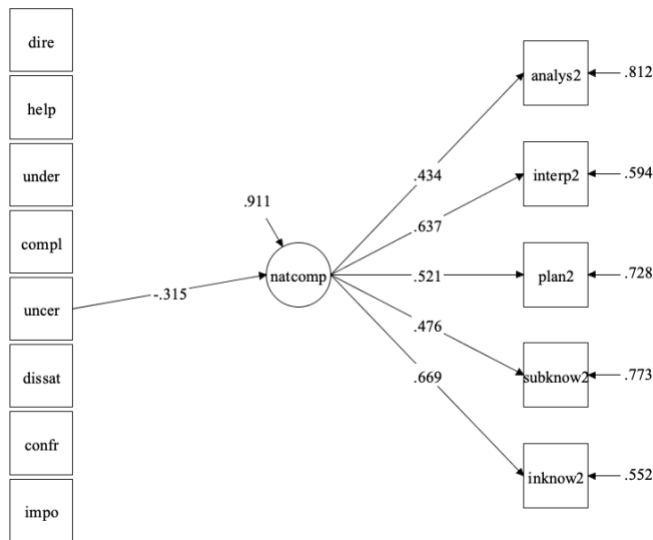 dire
help
under
compl
uncer
dissat
confr
impo
-.315
.911
natcomp
.434
.637
.521
.476
.669
analys2
.812
interp2
.594
plan2
.728
subknow2
.773
inknow2
.552